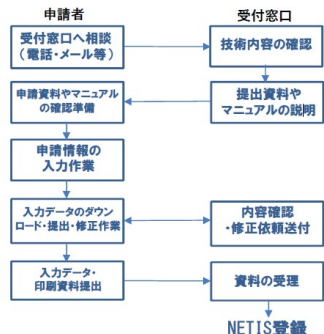 申請者
受付窓口
受付窓口へ相談
(電話・メール等)
技術内容の確認
申請資料やマニュアル
の確認準備
提出資料や
マニュアルの説明
申請情報の
入力作業
入力データのダウン
ロード・提出・修正作業
内容確認
・修正依頼送付
入力データ・
印刷資料提出
資料の受理
NETIS登録